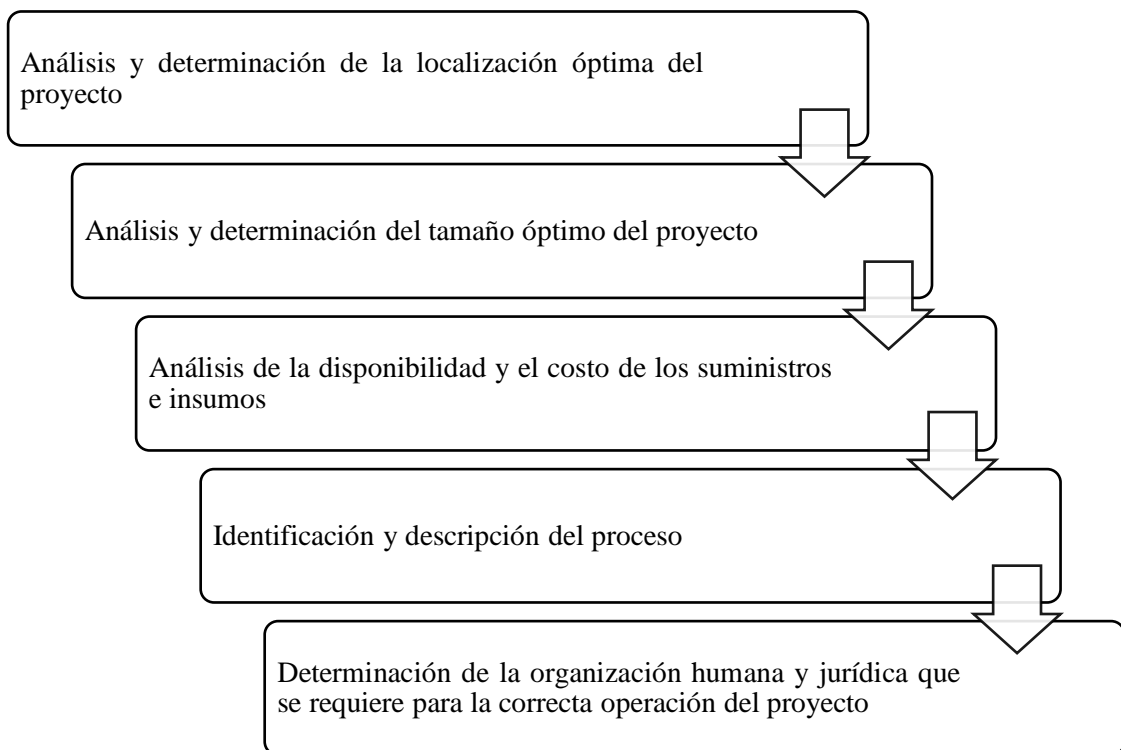 Análisis y determinación de la localización óptima del
proyecto
Análisis y determinación del tamaño óptimo del proyecto
Análisis de la disponibilidad y el costo de los suministros
e insumos
Identificación y descripción del proceso
Determinación de la organización humana y jurídica que
se requiere para la correcta operación del proyecto